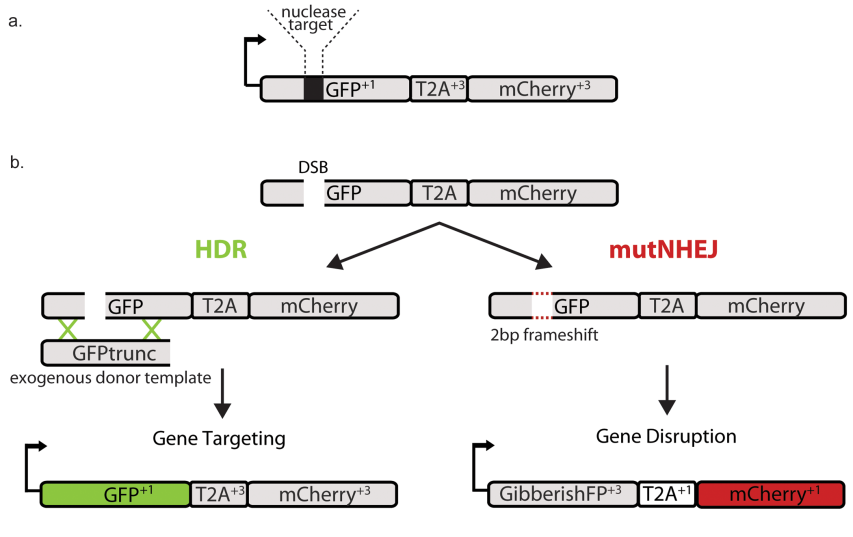 a.
nuclease
target
GFP+1 T2A+3 mCherry+3
b.
DSB
GFP T2A mCherry
HDR
mutNHEJ
GFP T2A mCherry
GFP T2A mCherry
2bp frameshift
GFPtrunc
exogenous donor template
Gene Targeting
Gene Disruption
GFP+1 T2A+3 mCherry+3
GibberishFP+3 T2A+1 mCherry+1